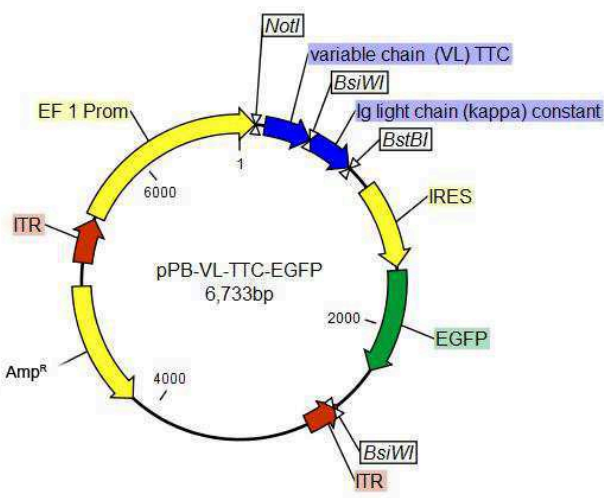 NotI
variable chain (VL) TTC
BsiWI
Ig light chain (kappa) constant
BstBI
EF 1 Prom
1
6000
ITR
IRES
pPB-VL-TTC-EGFP
6,733bp
2000
EGFP
Amp^R
4000
BsiWI
ITR